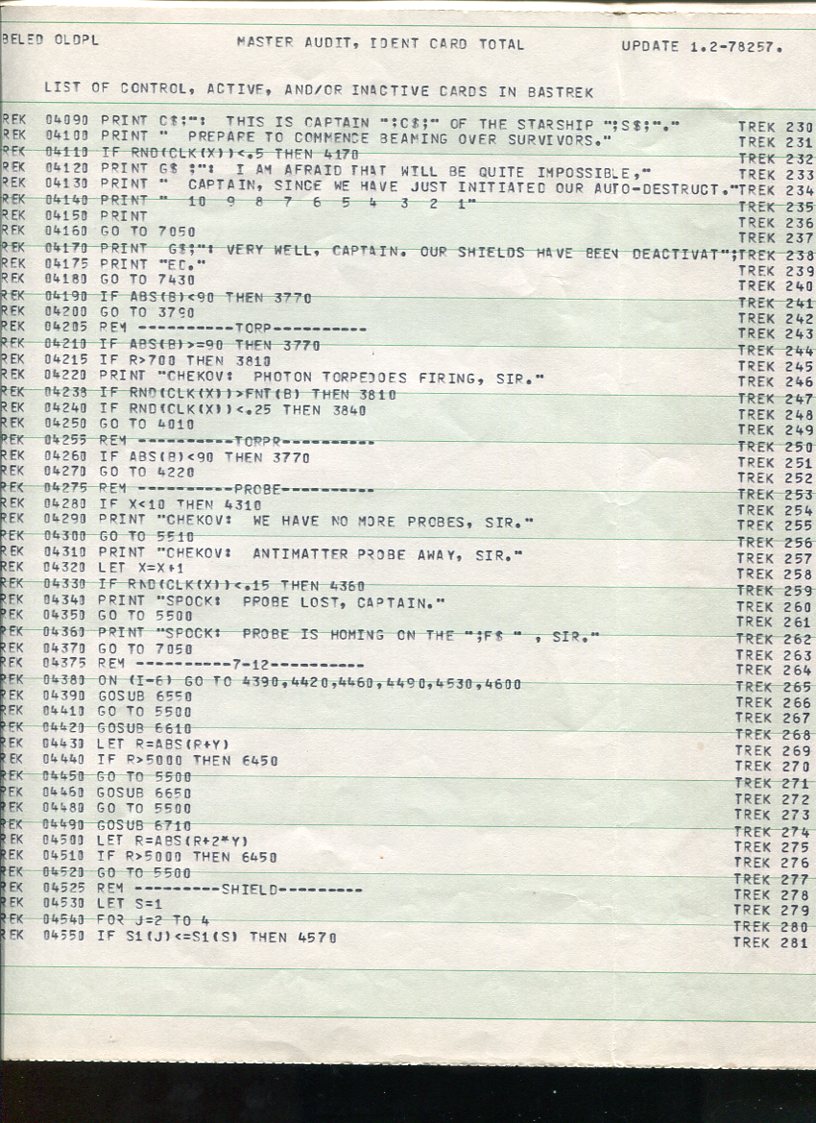 BELED OLDPL MASTER AUDIT, IDENT CARD TOTAL UPDATE 1.2-78257.
LIST OF CONTROL, ACTIVE, AND/OR INACTIVE CARDS IN BASTREK
REK 04090 PRINT C$;": THIS IS CAPTAIN ";C$;" OF THE STARSHIP ";S$;"." TREK 230
REK 04100 PRINT " PREPARE TO COMMENCE BEAMING OVER SURVIVORS." TREK 231
REK 04110 IF RND(CLK(X))<.5 THEN 4170 TREK 232
REK 04120 PRINT G$ ;": I AM AFRAID THAT WILL BE QUITE IMPOSSIBLE," TREK 233
REK 04130 PRINT " CAPTAIN, SINCE WE HAVE JUST INITIATED OUR AUTO-DESTRUCT." TREK 234
REK 04140 PRINT " 10 9 8 7 6 5 4 3 2 1" TREK 235
REK 04150 PRINT TREK 236
REK 04160 GO TO 7050 TREK 237
REK 04170 PRINT G$;": VERY WELL, CAPTAIN. OUR SHIELDS HAVE BEEN DEACTIVAT"; TREK 238
REK 04175 PRINT "ED." TREK 239
REK 04180 GO TO 7430 TREK 240
REK 04190 IF ABS(B)<90 THEN 3770 TREK 241
REK 04200 GO TO 3790 TREK 242
REK 04205 REM ----------TORP---------- TREK 243
REK 04210 IF ABS(B)>=90 THEN 3770 TREK 244
REK 04215 IF R>700 THEN 3810 TREK 245
REK 04220 PRINT "CHEKOV: PHOTON TORPEDOES FIRING, SIR." TREK 246
REK 04230 IF RND(CLK(X))>FNT(B) THEN 3810 TREK 247
REK 04240 IF RND(CLK(X))<.25 THEN 3840 TREK 248
REK 04250 GO TO 4010 TREK 249
REK 04255 REM ----------TORPR---------- TREK 250
REK 04260 IF ABS(B)<90 THEN 3770 TREK 251
REK 04270 GO TO 4220 TREK 252
REK 04275 REM ----------PROBE---------- TREK 253
REK 04280 IF X<10 THEN 4310 TREK 254
REK 04290 PRINT "CHEKOV: WE HAVE NO MORE PROBES, SIR." TREK 255
REK 04300 GO TO 5510 TREK 256
REK 04310 PRINT "CHEKOV: ANTIMATTER PROBE AWAY, SIR." TREK 257
REK 04320 LET X=X+1 TREK 258
REK 04330 IF RND(CLK(X))<.15 THEN 4360 TREK 259
REK 04340 PRINT "SPOCK: PROBE LOST, CAPTAIN." TREK 260
REK 04350 GO TO 5500 TREK 261
REK 04360 PRINT "SPOCK: PROBE IS HOMING ON THE ";F$ " , SIR." TREK 262
REK 04370 GO TO 7050 TREK 263
REK 04375 REM ----------7-12---------- TREK 264
REK 04380 ON (I-6) GO TO 4390,4420,4460,4490,4530,4600 TREK 265
REK 04390 GOSUB 6550 TREK 266
REK 04410 GO TO 5500 TREK 267
REK 04420 GOSUB 6610 TREK 268
REK 04430 LET R=ABS(R+Y) TREK 269
REK 04440 IF R>5000 THEN 6450 TREK 270
REK 04450 GO TO 5500 TREK 271
REK 04460 GOSUB 6650 TREK 272
REK 04480 GO TO 5500 TREK 273
REK 04490 GOSUB 6710 TREK 274
REK 04500 LET R=ABS(R+2*Y) TREK 275
REK 04510 IF R>5000 THEN 6450 TREK 276
REK 04520 GO TO 5500 TREK 277
REK 04525 REM ---------SHIELD--------- TREK 278
REK 04530 LET S=1 TREK 279
REK 04540 FOR J=2 TO 4 TREK 280
REK 04550 IF S1(J)<=S1(S) THEN 4570 TREK 281